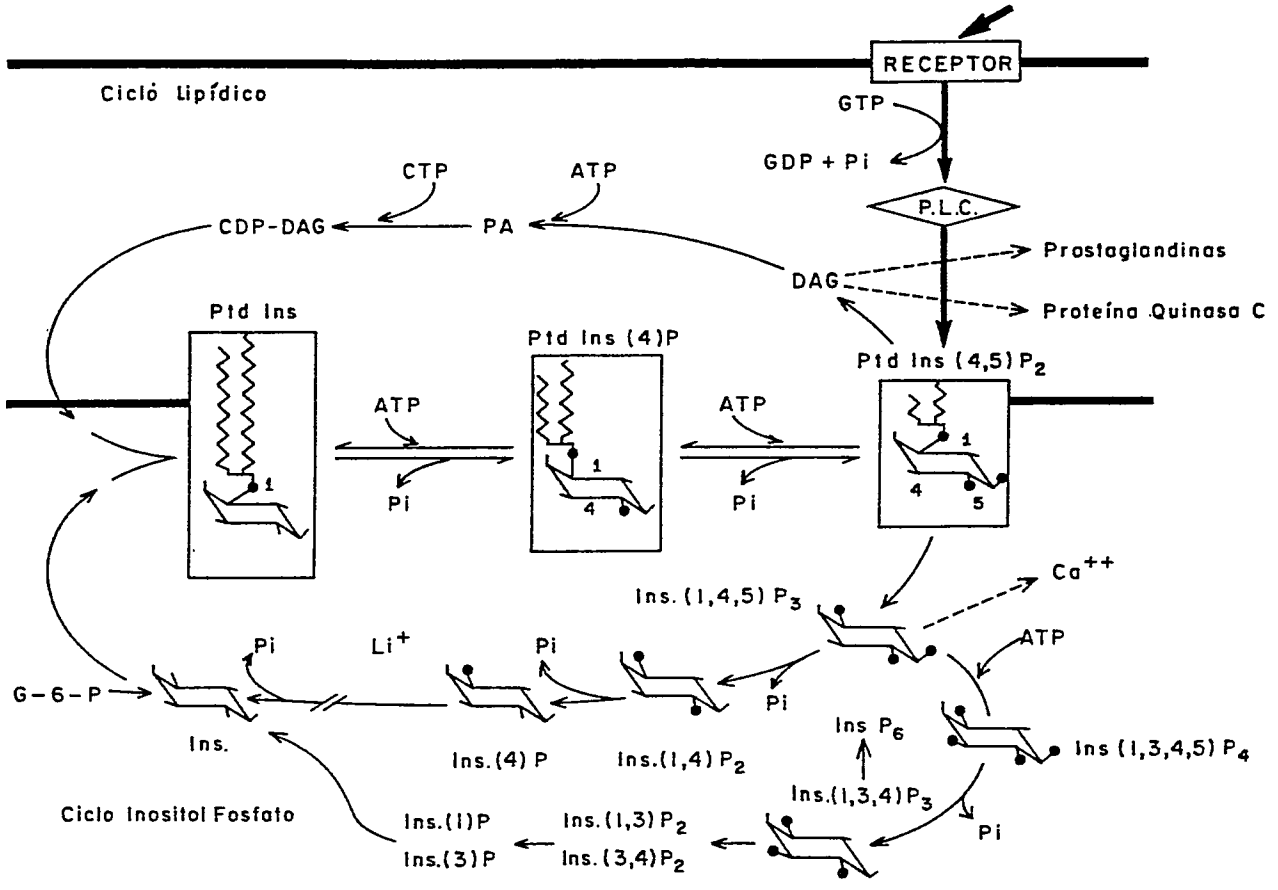 RECEPTOR
Ciclo Lipídico
GTP
GDP + Pi
CTP
ATP
P.L.C.
CDP-DAG
PA
Prostaglandinas
DAG
Proteína Quinasa C
Ptd Ins
Ptd Ins (4)P
Ptd Ins (4,5)P2
ATP
ATP
1
1
1
4
4
5
Pi
Pi
Ca++
Ins.(1,4,5) P3
ATP
Pi
Li+
Pi
Pi
G-6-P
Ins.
Ins.(4) P
Ins.(1,4) P2
Ins P6
Ins (1,3,4,5) P4
Ins.(1,3,4)P3
Pi
Ciclo Inositol Fosfato
Ins.(1)P
Ins.(1,3)P2
Ins.(3)P
Ins.(3,4)P2